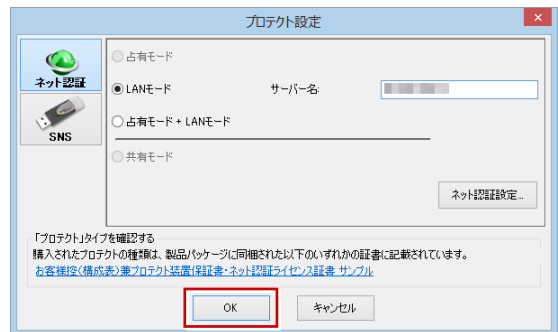 プロテクト設定
ネット認証
SNS
占有モード
LANモード
サーバー名:
占有モード + LANモード
共有モード
ネット認証設定...
「プロテクト」タイプを確認する
購入されたプロテクトの種類は、製品パッケージに同梱された以下のいずれかの証書に記載されています。
お客様控(構成表)兼プロテクト装置保証書・ネット認証ライセンス証書 サンプル
OK
キャンセル